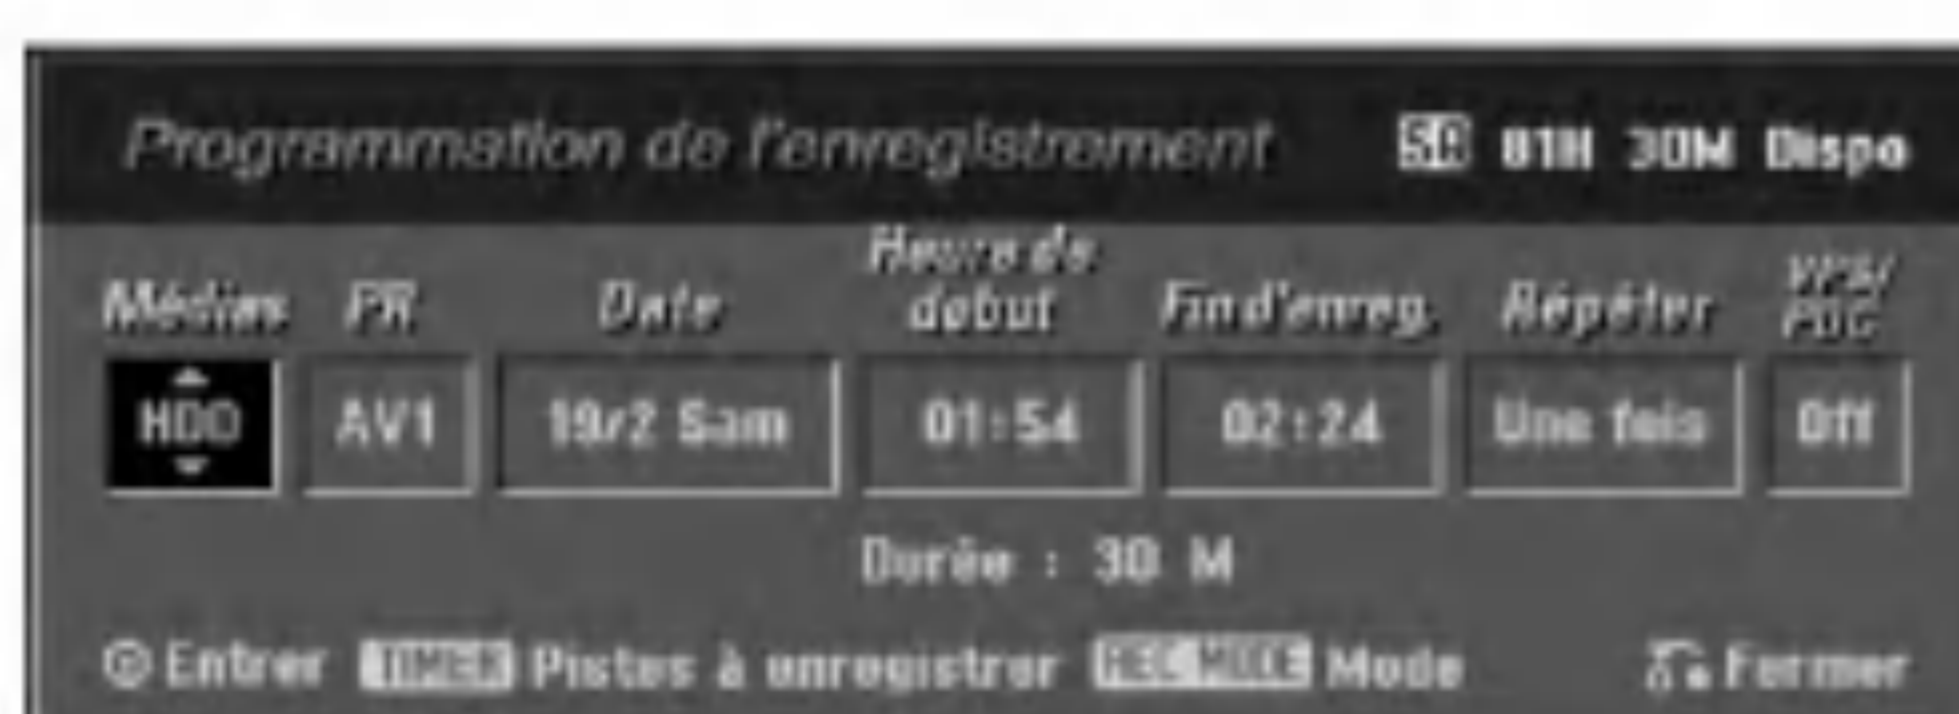 Programmation de l'enregistrement SR 01H 30M Dispo
Médias PR Date Heure de début Fin d'enreg. Répéter VPS/PDC
HDD AV1 19/2 Sam 01:54 02:24 Une fois Off
Durée : 30 M
Entrer TIMER Pistes à enregistrer REC MODE Mode Fermer